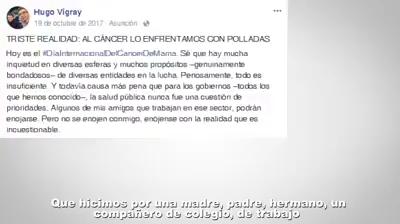 Hugo Vigray
19 de octubre de 2017 · Asunción ·
TRISTE REALIDAD: AL CÁNCER LO ENFRENTAMOS CON POLLADAS
Hoy es el #DíaInternacionalDelCancerDeMama. Sé que hay mucha
inquietud en diversas esferas y muchos propósitos –genuinamente
bondadosos– de diversas entidades en la lucha. Penosamente, todo es
insuficiente. Y todavía causa más pena que para los gobiernos –todos los
que hemos conocido–, la salud pública nunca fue una cuestión de
prioridades. Algunos de mis amigos que trabajan en ese sector, podrán
enojarse. Pero no se enojen conmigo, enójense con la realidad que es
incuestionable.
Que hicimos por una madre, padre, hermano, un
compañero de colegio, de trabajo